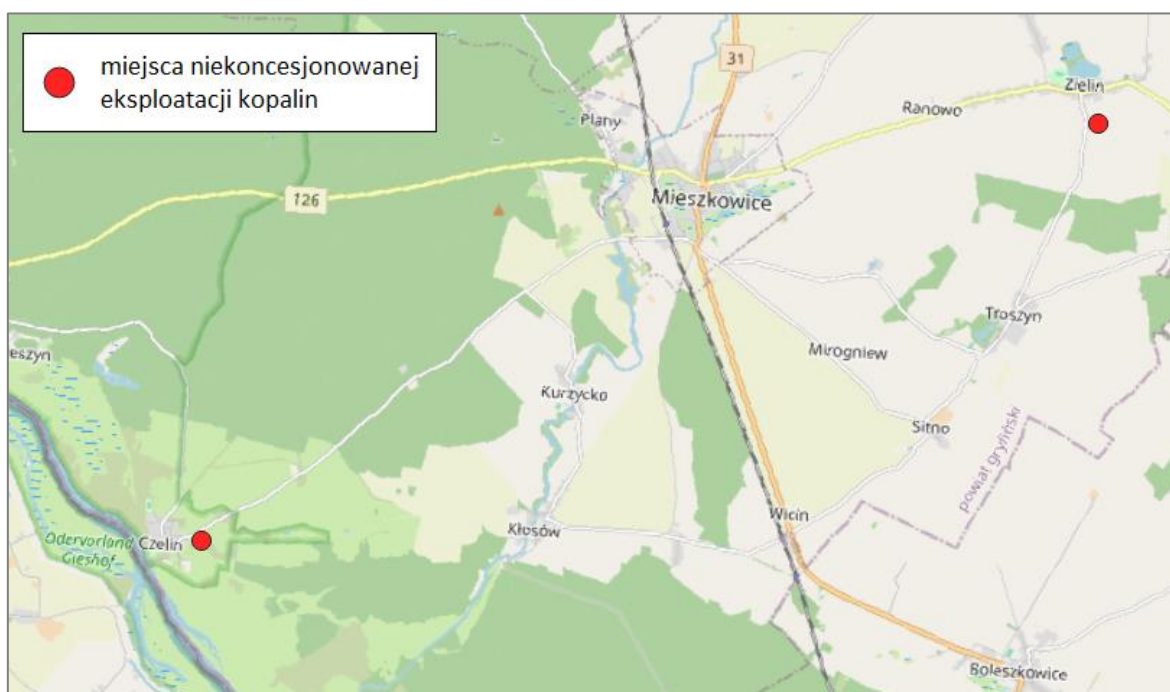 miejsca niekoncesjonowanej
eksploatacji kopalin
31
Zielin
Ranowo
Plany
126
Mieszkowice
Troszyn
Mirogniew
eszyn
Kurzycko
Sitno
powiat gryfiński
Wicin
Kłosów
Odervorland
Gieshof
Czelin
Boleszkowice